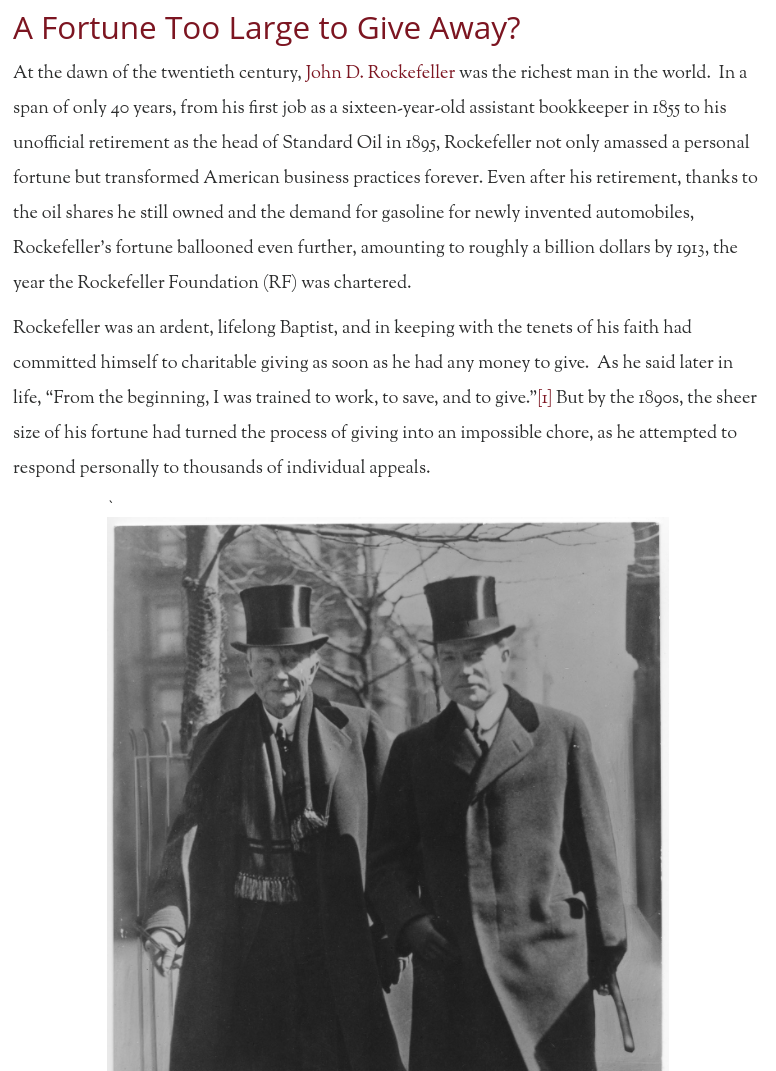 A Fortune Too Large to Give Away?
At the dawn of the twentieth century, John D. Rockefeller was the richest man in the world.  In a
span of only 40 years, from his first job as a sixteen-year-old assistant bookkeeper in 1855 to his
unofficial retirement as the head of Standard Oil in 1895, Rockefeller not only amassed a personal
fortune but transformed American business practices forever. Even after his retirement, thanks to
the oil shares he still owned and the demand for gasoline for newly invented automobiles,
Rockefeller’s fortune ballooned even further, amounting to roughly a billion dollars by 1913, the
year the Rockefeller Foundation (RF) was chartered.
Rockefeller was an ardent, lifelong Baptist, and in keeping with the tenets of his faith had
committed himself to charitable giving as soon as he had any money to give.  As he said later in
life, “From the beginning, I was trained to work, to save, and to give.”[1] But by the 1890s, the sheer
size of his fortune had turned the process of giving into an impossible chore, as he attempted to
respond personally to thousands of individual appeals.
`